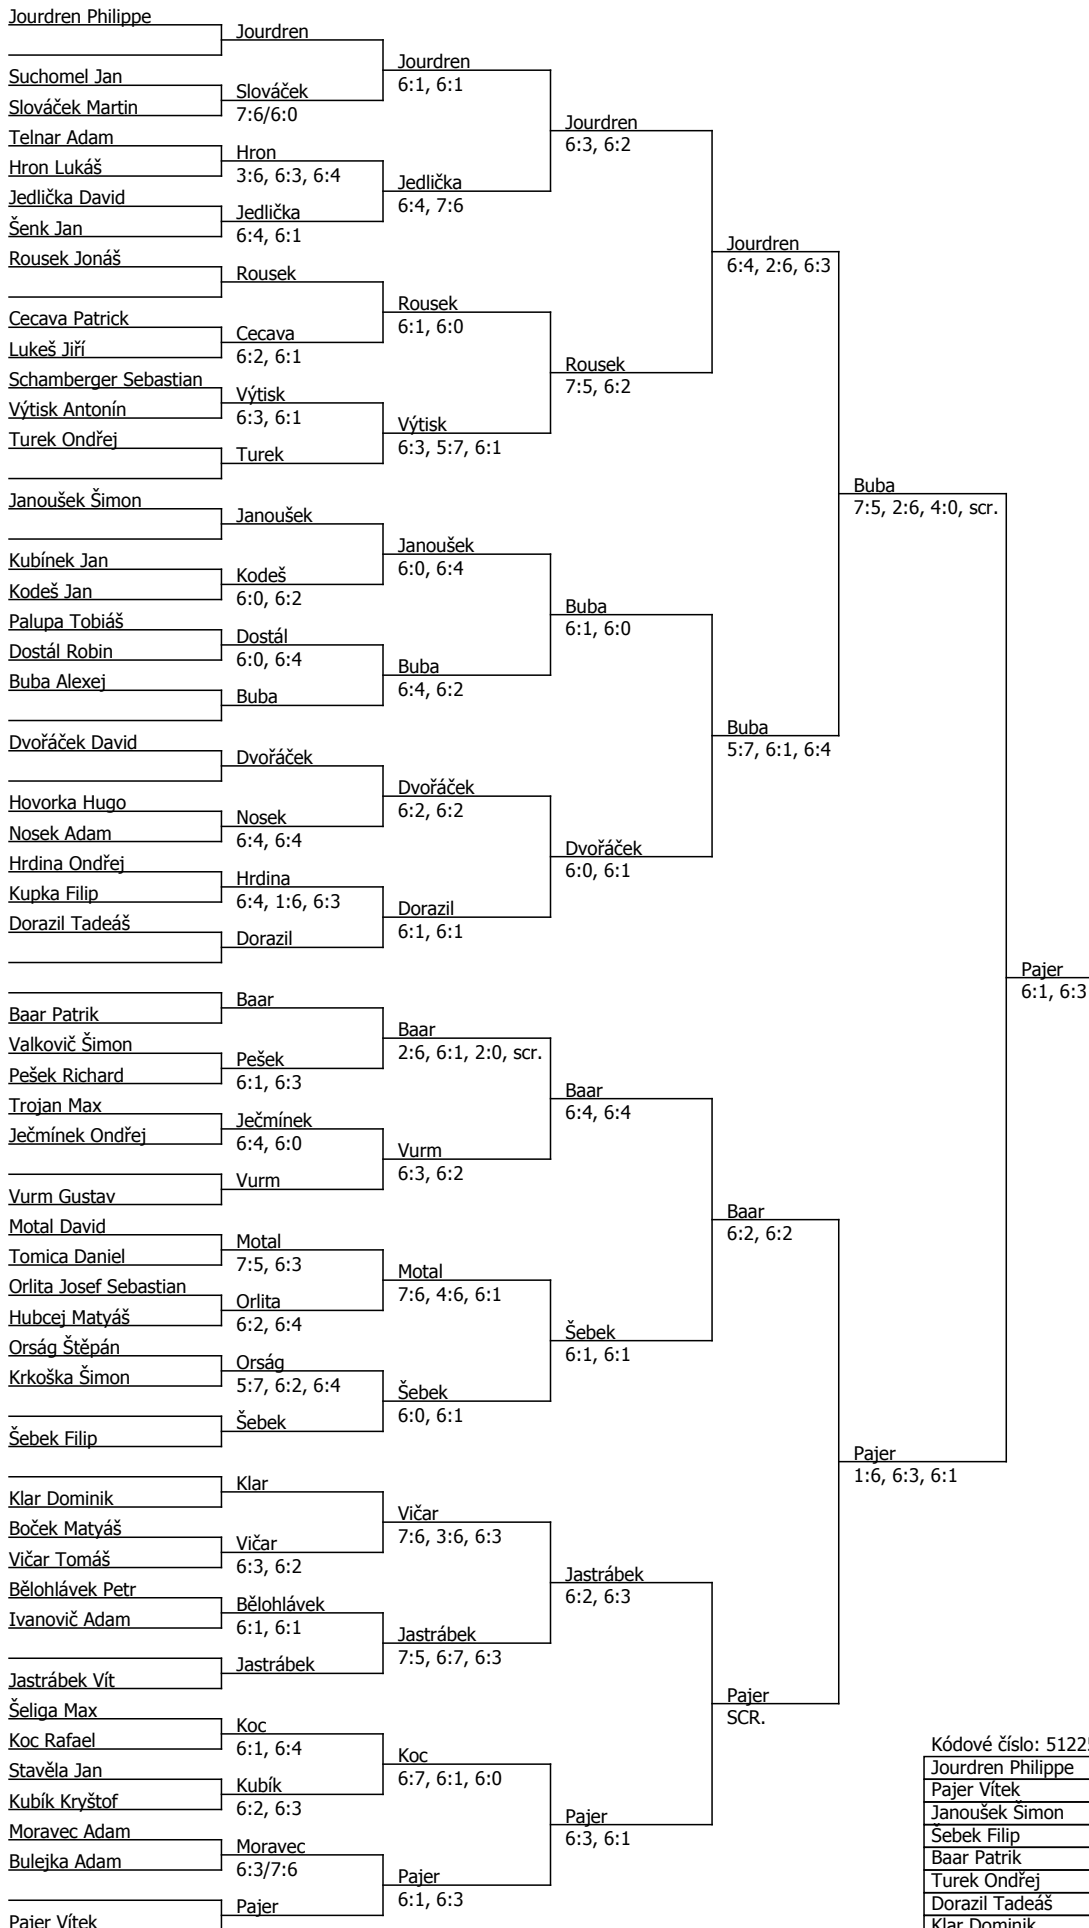 Jourdren Philippe
Suchomel Jan
Slováček Martin
Telnar Adam
Hron Lukáš
Jedlička David
Šenk Jan
Rousek Jonáš
Cecava Patrick
Lukeš Jiří
Schamberger Sebastian
Výtisk Antonín
Turek Ondřej
Janoušek Šimon
Kubínek Jan
Kodeš Jan
Palupa Tobiáš
Dostál Robin
Buba Alexej
Dvořáček David
Hovorka Hugo
Nosek Adam
Hrdina Ondřej
Kupka Filip
Dorazil Tadeáš
Baar Patrik
Valkovič Šimon
Pešek Richard
Trojan Max
Ječmínek Ondřej
Vurm Gustav
Motal David
Tomica Daniel
Orlita Josef Sebastian
Hubcej Matyáš
Orság Štěpán
Krkoška Šimon
Šebek Filip
Klar Dominik
Boček Matyáš
Vičar Tomáš
Bělohlávek Petr
Ivanovič Adam
Jastrábek Vít
Šeliga Max
Koc Rafael
Stavěla Jan
Kubík Kryštof
Moravec Adam
Bulejka Adam
Pajer Vítek
Jourdren
Slováček
7:6/6:0
Hron
3:6, 6:3, 6:4
Jedlička
6:4, 6:1
Rousek
Cecava
6:2, 6:1
Výtisk
6:3, 6:1
Turek
Janoušek
Kodeš
6:0, 6:2
Dostál
6:0, 6:4
Buba
Dvořáček
Nosek
6:4, 6:4
Hrdina
6:4, 1:6, 6:3
Dorazil
Baar
Pešek
6:1, 6:3
Ječmínek
6:4, 6:0
Vurm
Motal
7:5, 6:3
Orlita
6:2, 6:4
Orság
5:7, 6:2, 6:4
Šebek
Klar
Vičar
6:3, 6:2
Bělohlávek
6:1, 6:1
Jastrábek
Koc
6:1, 6:4
Kubík
6:2, 6:3
Moravec
6:3/7:6
Pajer
Jourdren
6:1, 6:1
Jedlička
6:4, 7:6
Rousek
6:1, 6:0
Výtisk
6:3, 5:7, 6:1
Janoušek
6:0, 6:4
Buba
6:4, 6:2
Dvořáček
6:2, 6:2
Dorazil
6:1, 6:1
Baar
2:6, 6:1, 2:0, scr.
Vurm
6:3, 6:2
Motal
7:6, 4:6, 6:1
Šebek
6:0, 6:1
Vičar
7:6, 3:6, 6:3
Jastrábek
7:5, 6:7, 6:3
Koc
6:7, 6:1, 6:0
Pajer
6:1, 6:3
Jourdren
6:3, 6:2
Rousek
7:5, 6:2
Buba
6:1, 6:0
Dvořáček
6:0, 6:1
Baar
6:4, 6:4
Šebek
6:1, 6:1
Jastrábek
6:2, 6:3
Pajer
6:3, 6:1
Jourdren
6:4, 2:6, 6:3
Buba
5:7, 6:1, 6:4
Baar
6:2, 6:2
Pajer
SCR.
Buba
7:5, 2:6, 4:0, scr.
Pajer
1:6, 6:3, 6:1
Pajer
6:1, 6:3
Kódové číslo: 5122
Jourdren Philippe
Pajer Vítek
Janoušek Šimon
Šebek Filip
Baar Patrik
Turek Ondřej
Dorazil Tadeáš
Klar Dominik